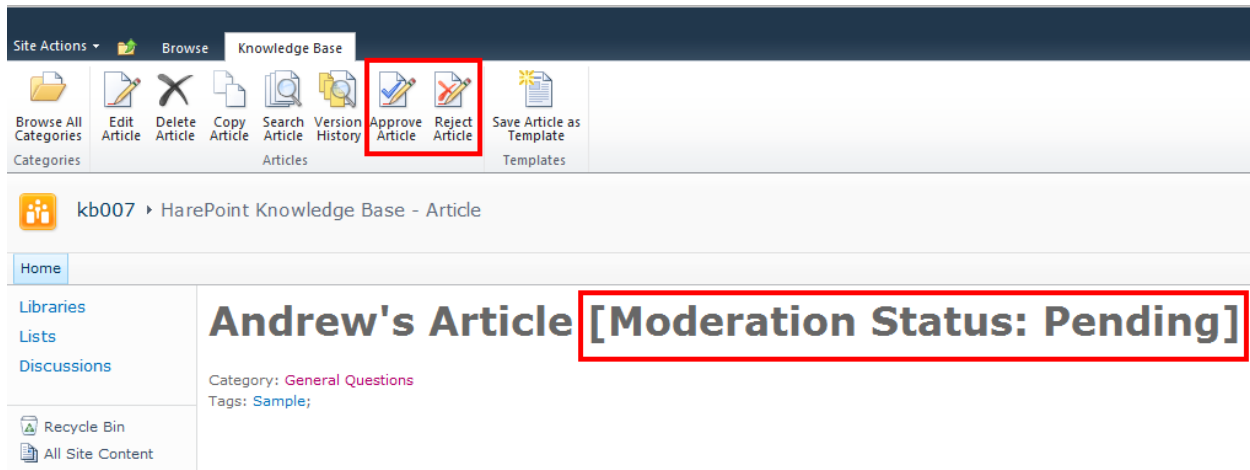 Site Actions Browse Knowledge Base
Browse All Categories
Edit Article
Delete Article
Copy Article
Search Article
Version History
Approve Article
Reject Article
Save Article as Template
Categories Articles Templates
kb007 HarePoint Knowledge Base - Article
Home
Libraries
Lists
Discussions
Recycle Bin
All Site Content
Andrew's Article [Moderation Status: Pending]
Category: General Questions
Tags: Sample;